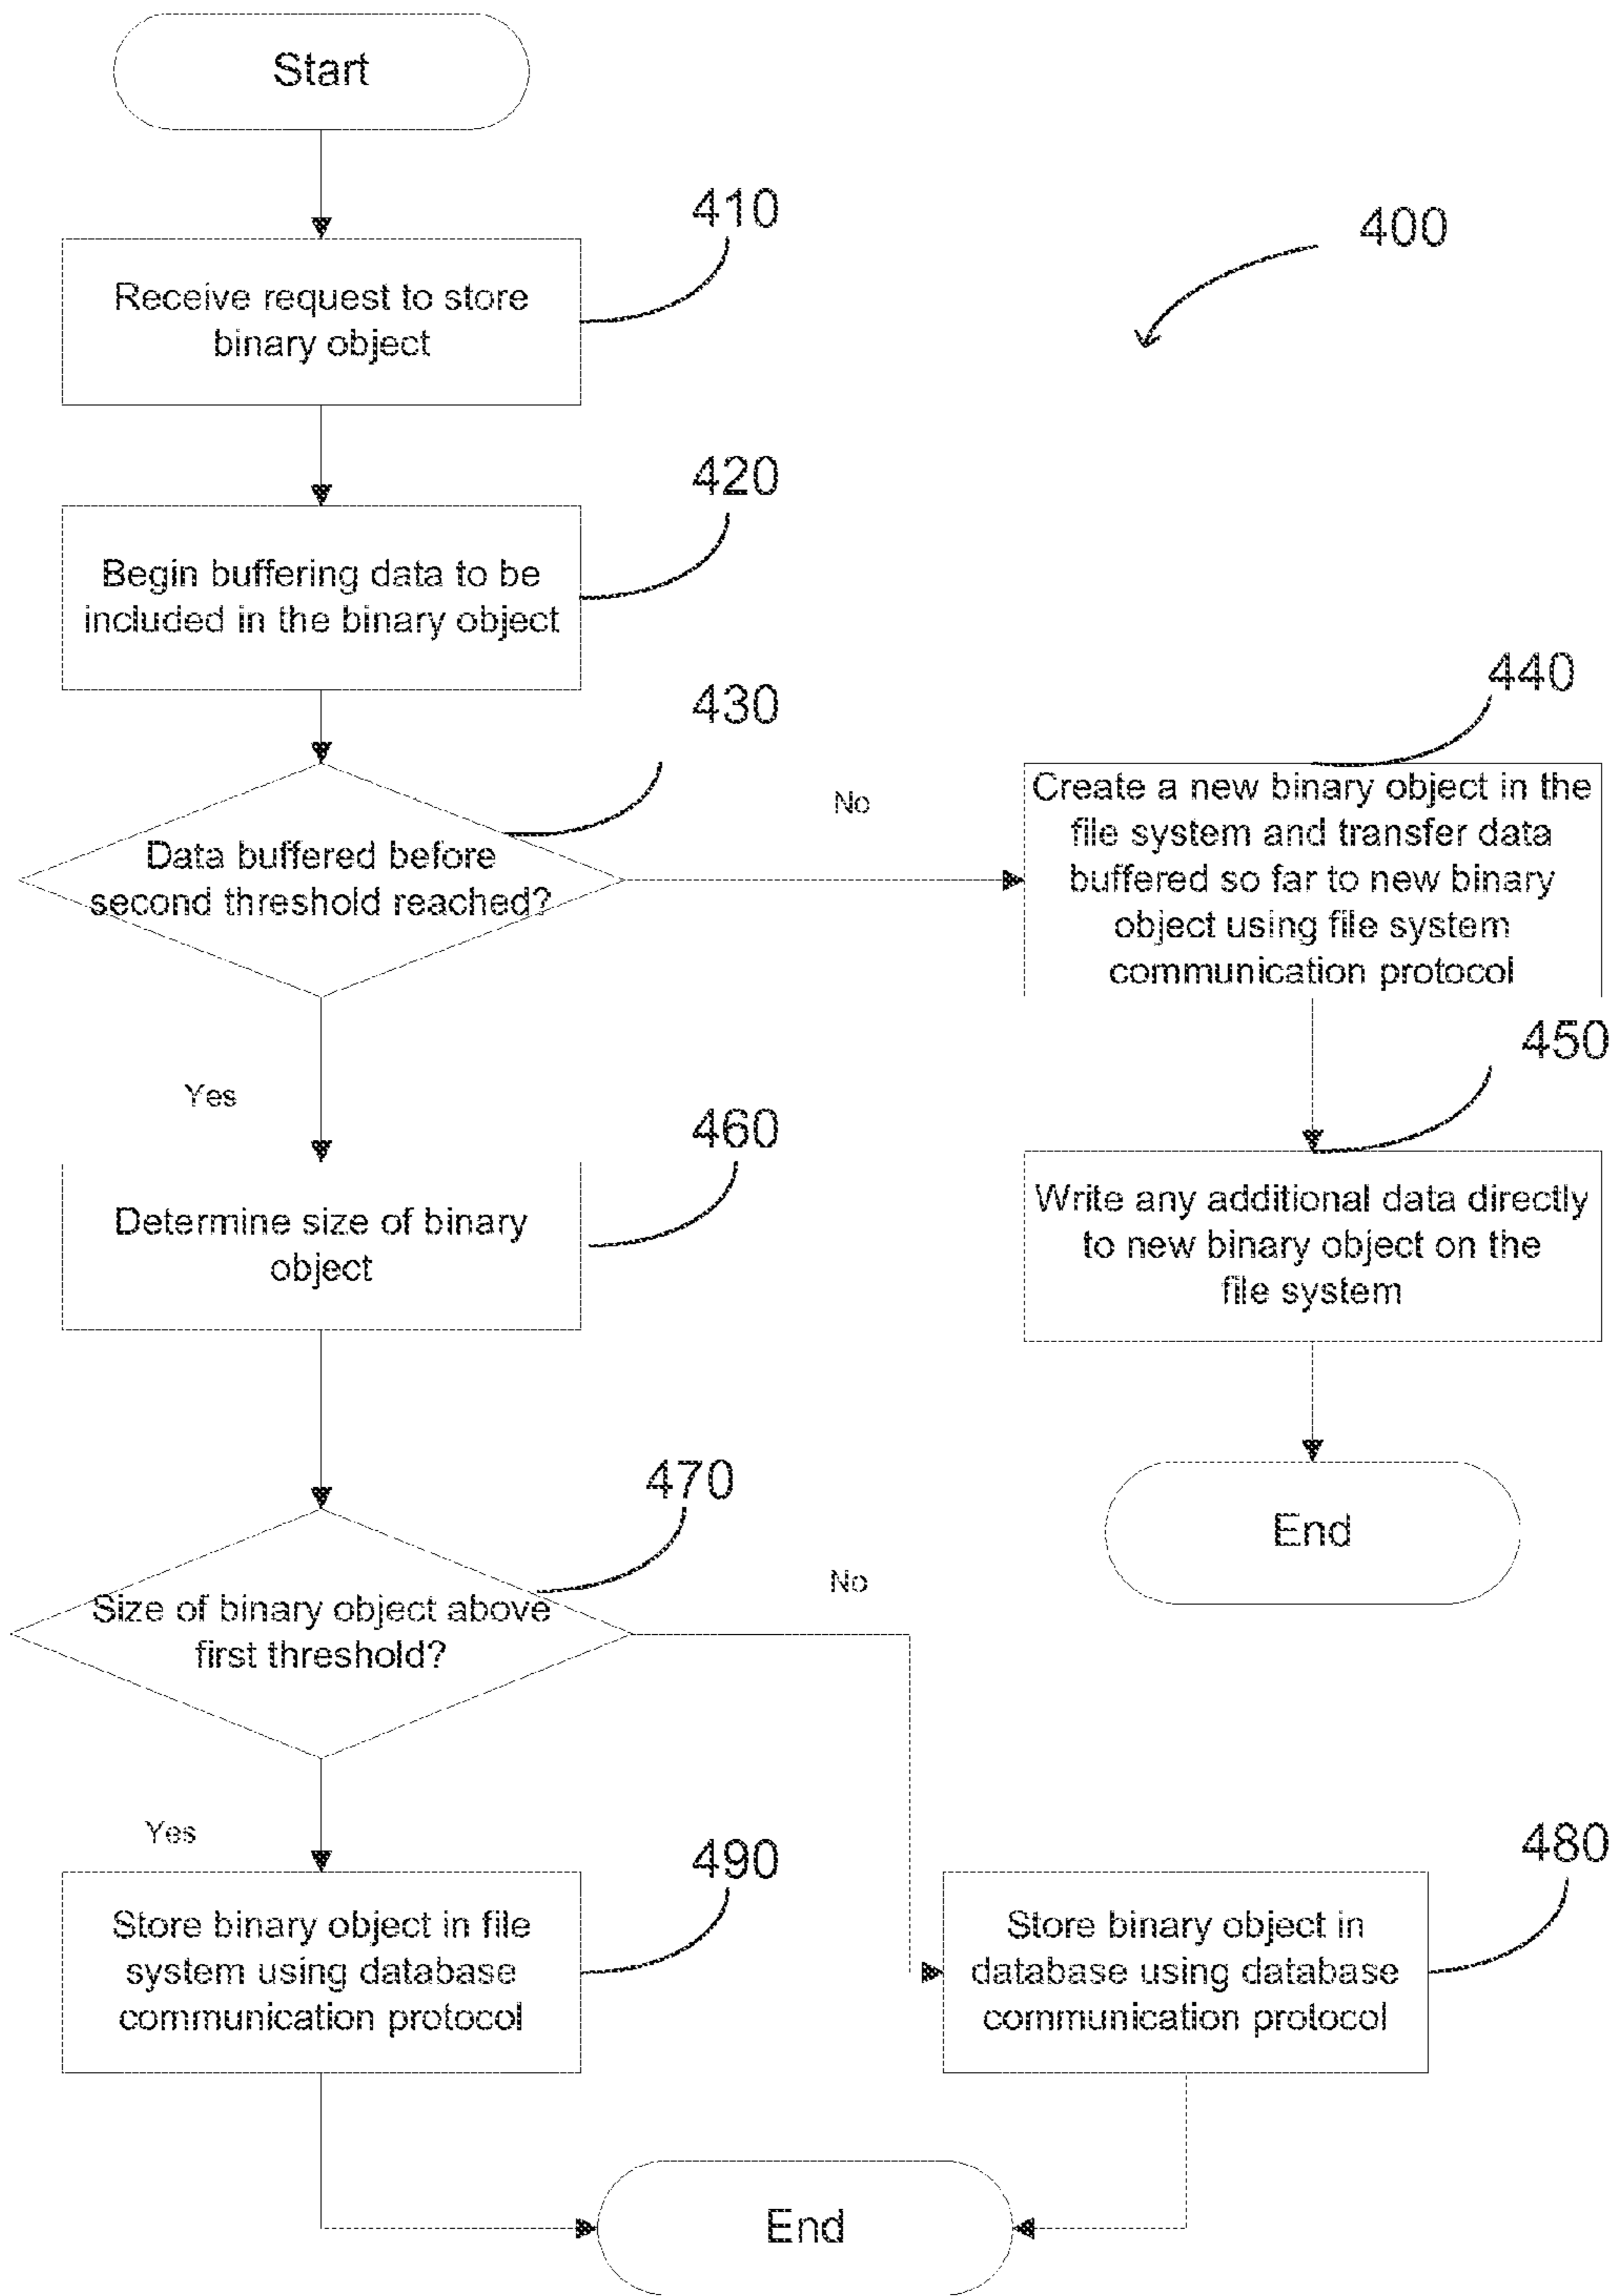 Start
410
400
Receive request to store
binary object
420
Begin buffering data to be
included in the binary object
430
440
No
Data buffered before
second threshold reached?
Create a new binary object in the
file system and transfer data
buffered so far to new binary
object using file system
communication protocol
450
Yes
460
Determine size of binary
object
Write any additional data directly
to new binary object on the
file system
470
End
No
Size of binary object above
first threshold?
Yes
490
480
Store binary object in file
system using database
communication protocol
Store binary object in
database using database
communication protocol
End